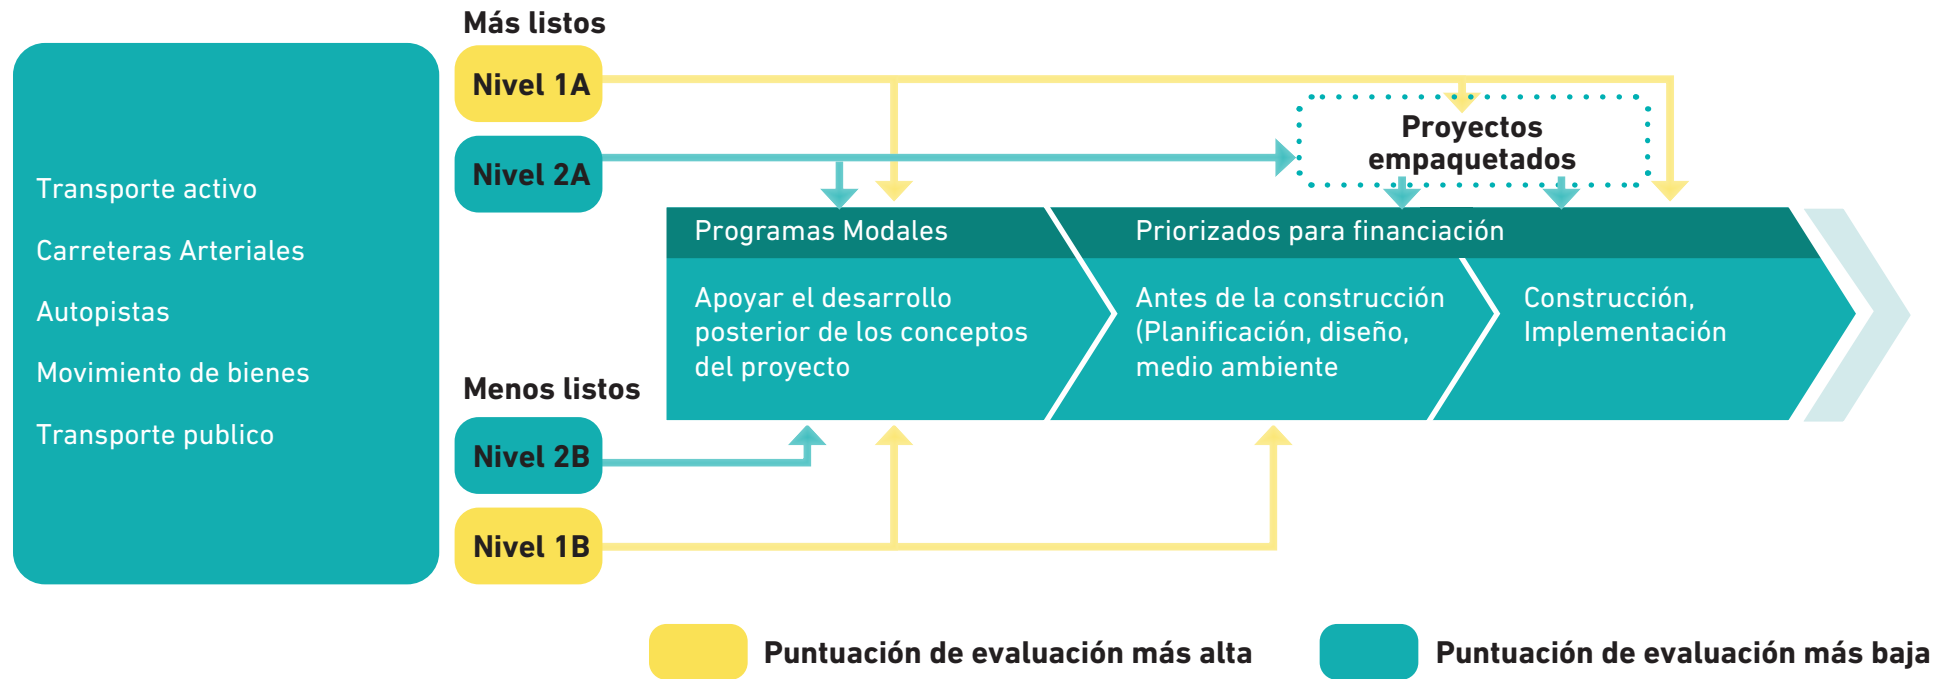 Transporte activo
Carreteras Arteriales
Autopistas
Movimiento de bienes
Transporte publico
Más listos
Nivel 1A
Nivel 2A
Menos listos
Nivel 2B
Nivel 1B
Proyectos
empaquetados
Programas Modales
Apoyar el desarrollo
posterior de los conceptos
del proyecto
Priorizados para financiación
Antes de la construcción
(Planificación, diseño,
medio ambiente
Construcción,
Implementación
Puntuación de evaluación más alta
Puntuación de evaluación más baja